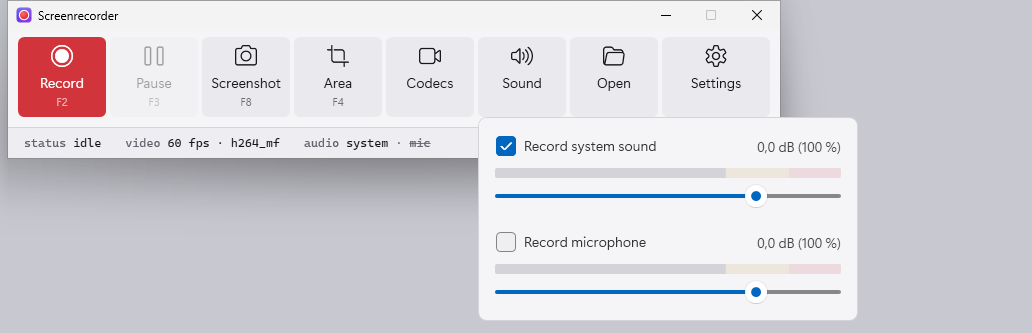 Screenrecorder
Record Pause Screenshot Area Codecs Sound Open Settings
F2 F3 F8 F4
status idle video 60 fps · h264_mf audio system · mic
Record system sound 0,0 dB (100 %)
Record microphone 0,0 dB (100 %)